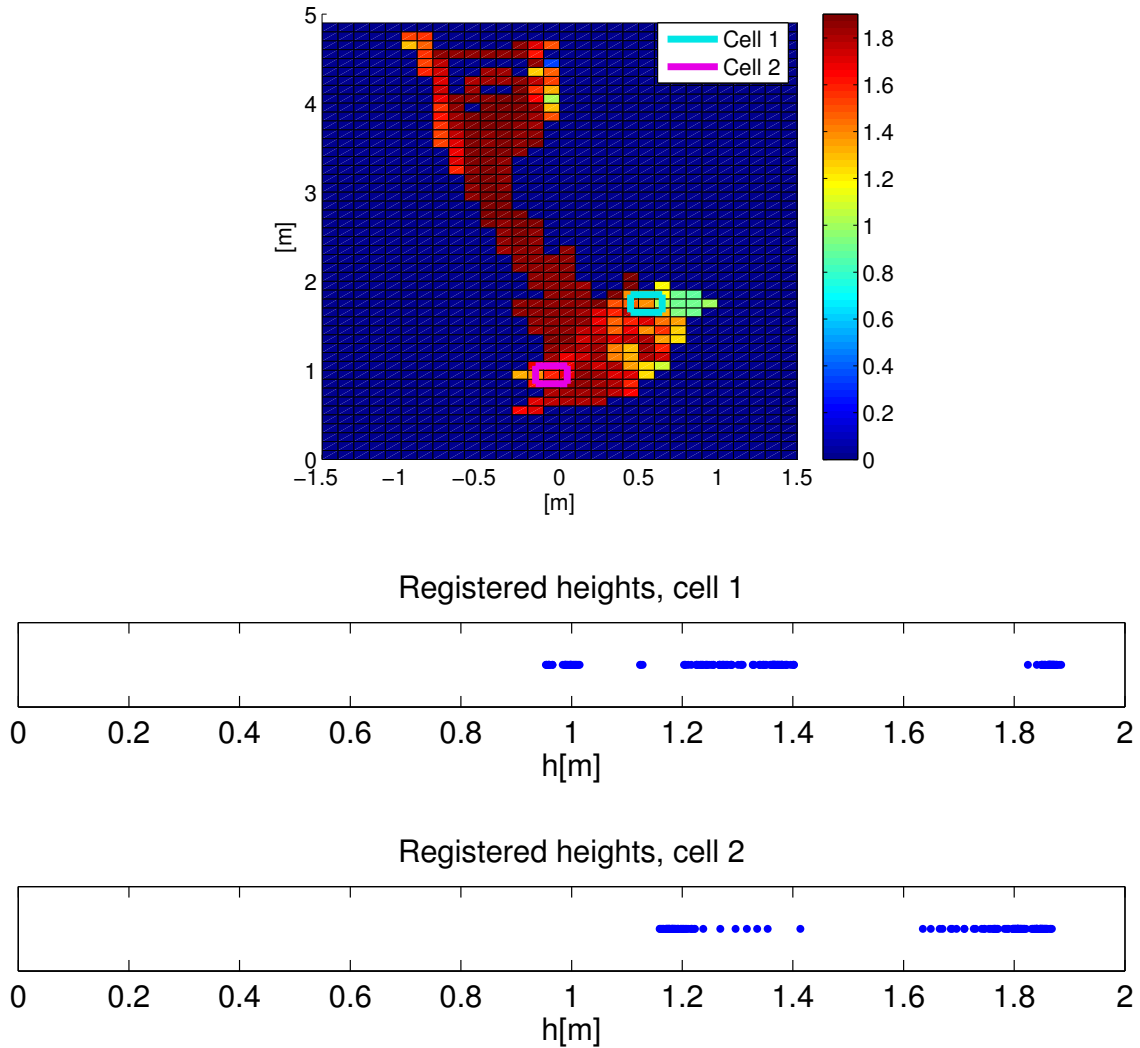 5
4
3
2
1
0
[m]
−1.5 −1 −0.5 0 0.5 1 1.5
[m]
Cell 1
Cell 2
1.8
1.6
1.4
1.2
1
0.8
0.6
0.4
0.2
0
Registered heights, cell 1
0 0.2 0.4 0.6 0.8 1 1.2 1.4 1.6 1.8 2
h[m]
Registered heights, cell 2
0 0.2 0.4 0.6 0.8 1 1.2 1.4 1.6 1.8 2
h[m]